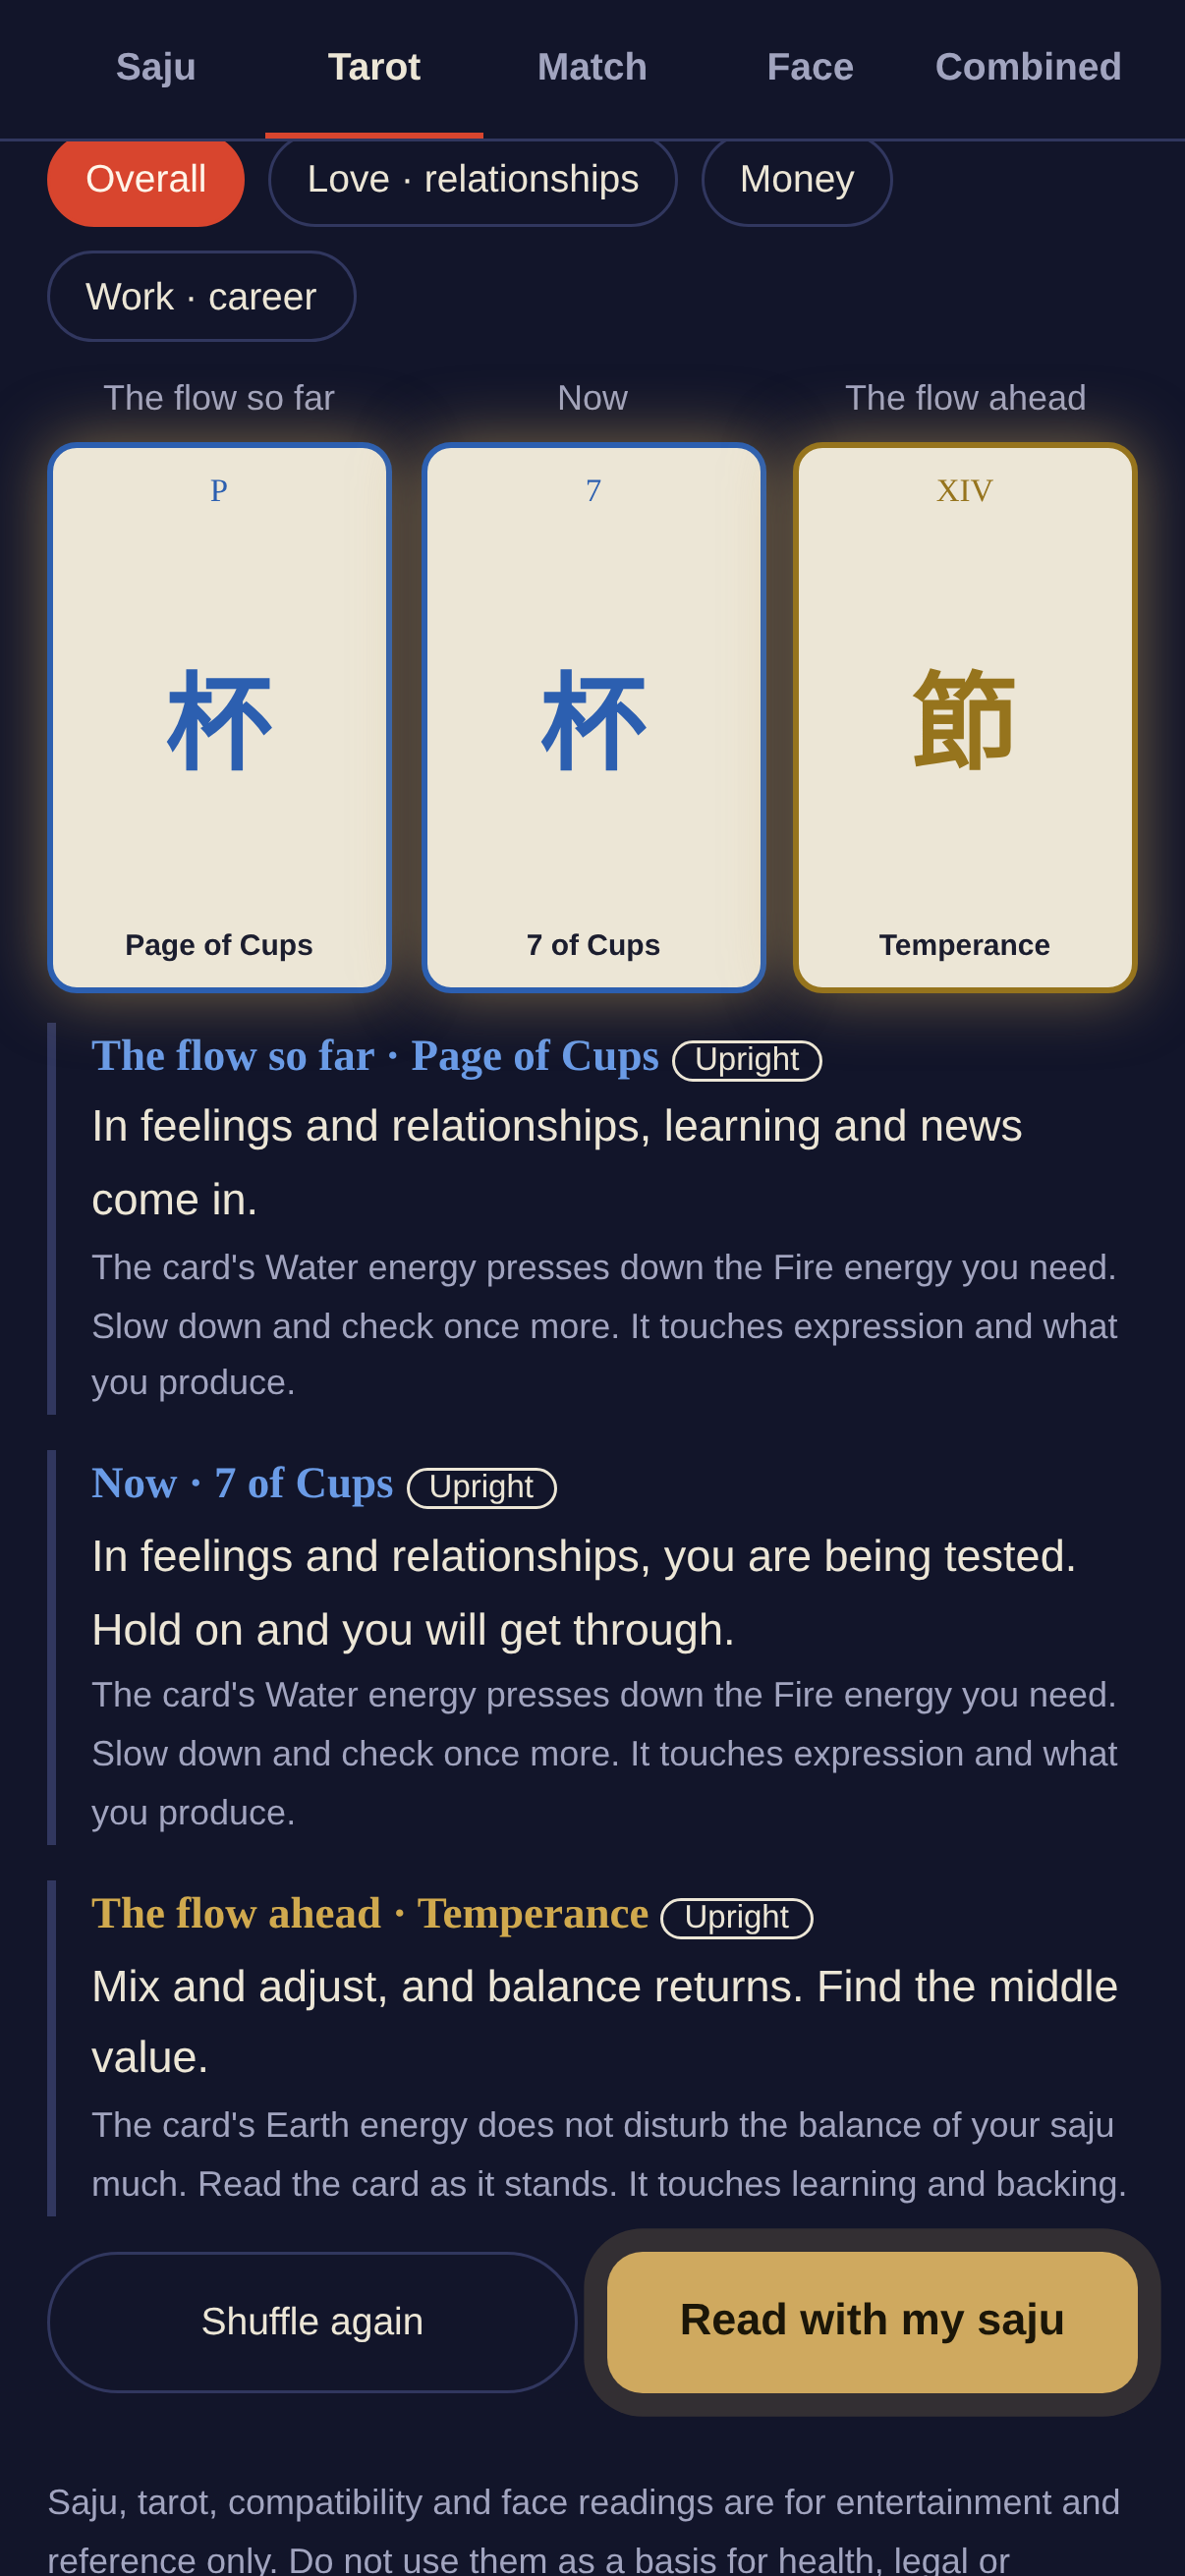 Saju Tarot Match Face Combined
Overall Love · relationships Money
Work · career
The flow so far Now The flow ahead
P 7 XIV
杯 杯 節
Page of Cups 7 of Cups Temperance
The flow so far · Page of Cups Upright
In feelings and relationships, learning and news
come in.
The card's Water energy presses down the Fire energy you need.
Slow down and check once more. It touches expression and what
you produce.
Now · 7 of Cups Upright
In feelings and relationships, you are being tested.
Hold on and you will get through.
The card's Water energy presses down the Fire energy you need.
Slow down and check once more. It touches expression and what
you produce.
The flow ahead · Temperance Upright
Mix and adjust, and balance returns. Find the middle
value.
The card's Earth energy does not disturb the balance of your saju
much. Read the card as it stands. It touches learning and backing.
Shuffle again Read with my saju
Saju, tarot, compatibility and face readings are for entertainment and
reference only. Do not use them as a basis for health, legal or